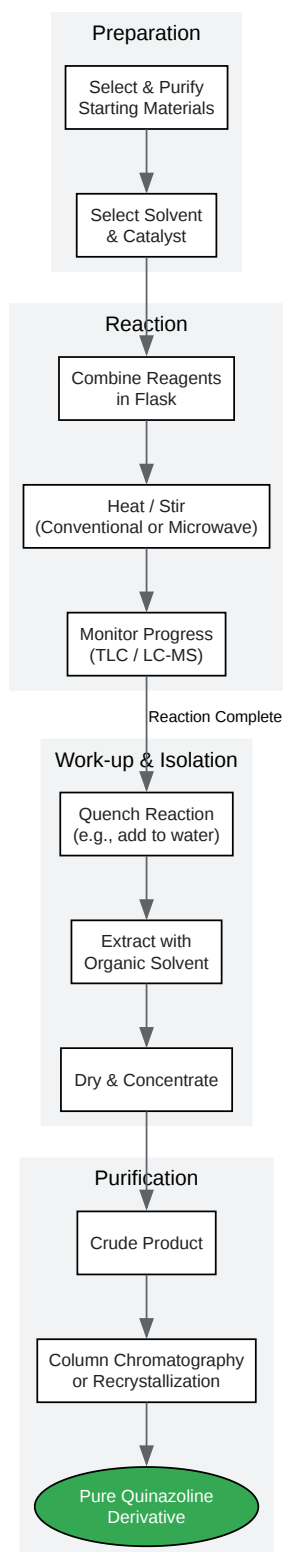 Preparation
Select & Purify
Starting Materials
Select Solvent
& Catalyst
Reaction
Combine Reagents
in Flask
Heat / Stir
(Conventional or Microwave)
Monitor Progress
(TLC / LC-MS)
Reaction Complete
Work-up & Isolation
Quench Reaction
(e.g., add to water)
Extract with
Organic Solvent
Dry & Concentrate
Purification
Crude Product
Column Chromatography
or Recrystallization
Pure Quinazoline
Derivative